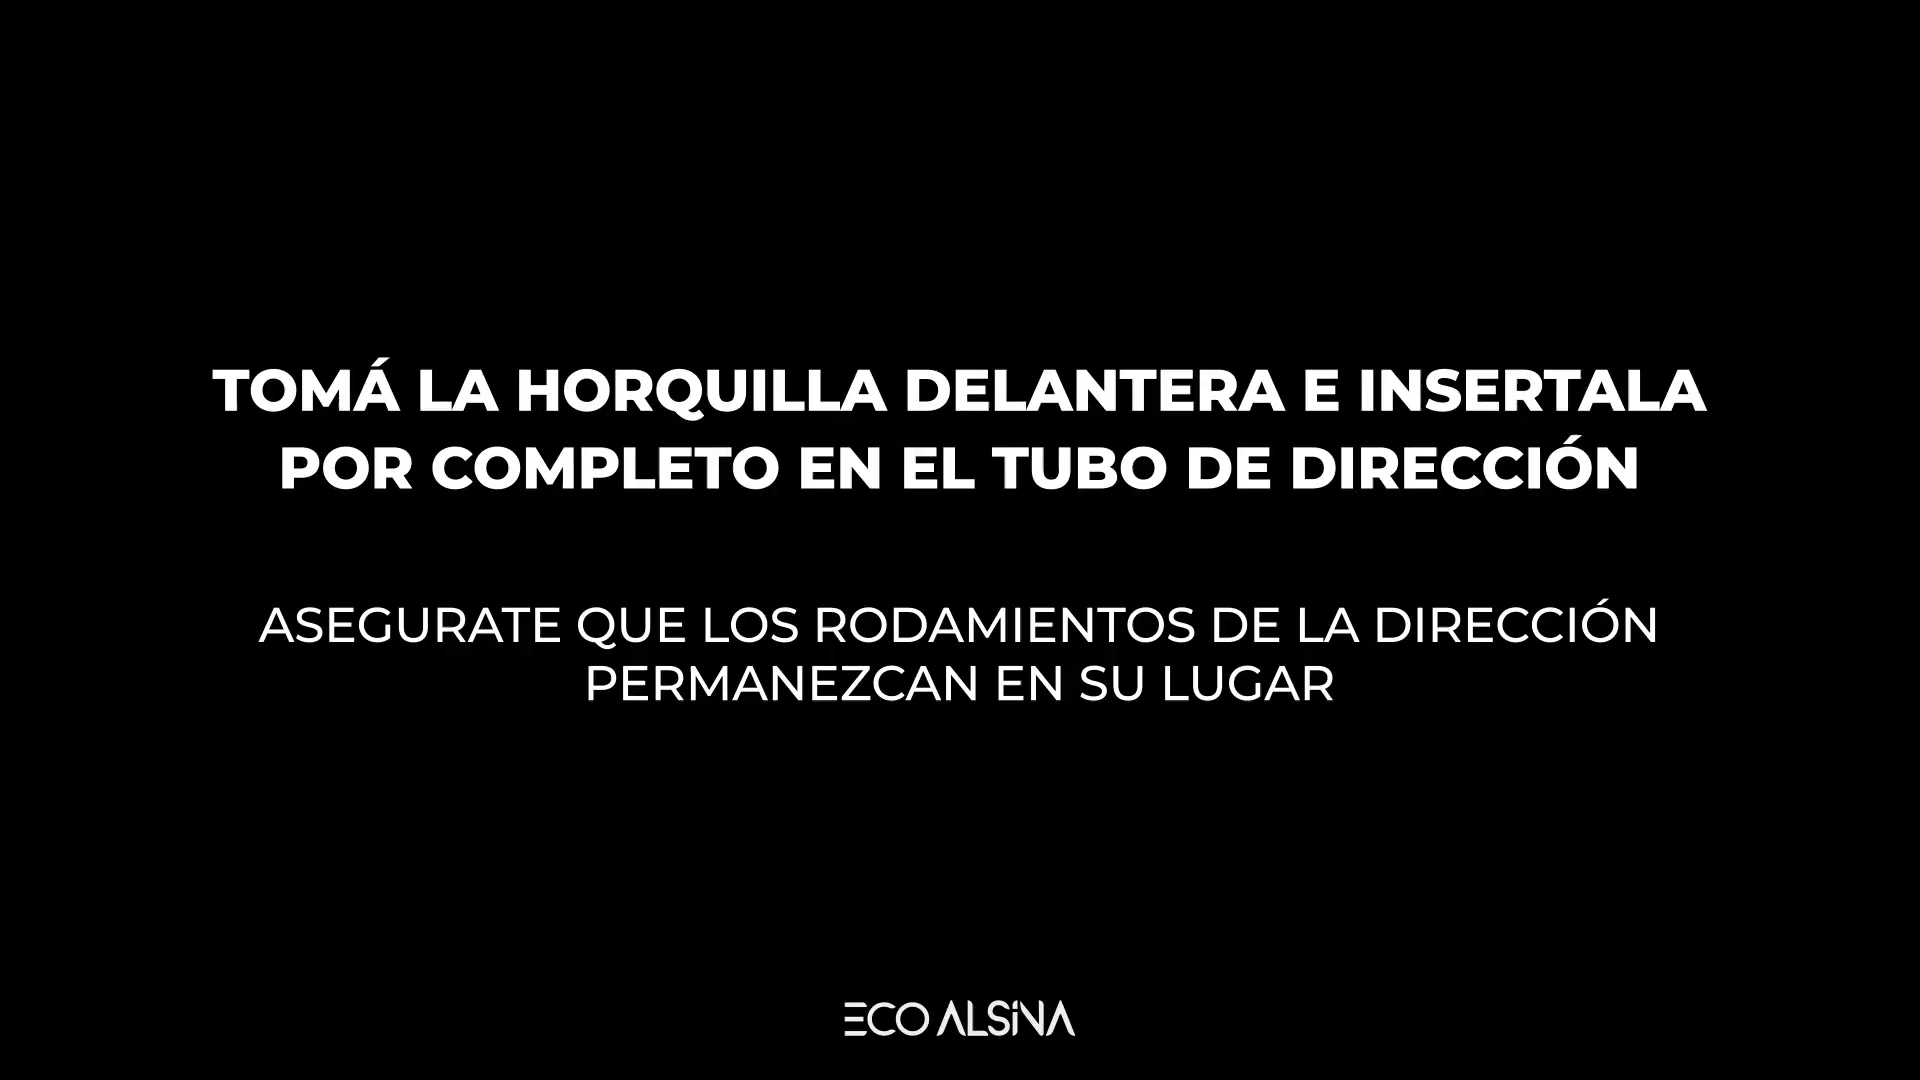 TOMÁ LA HORQUILLA DELANTERA E INSERTALA
POR COMPLETO EN EL TUBO DE DIRECCIÓN
ASEGURATE QUE LOS RODAMIENTOS DE LA DIRECCIÓN
PERMANEZCAN EN SU LUGAR
ECO ALSiNA